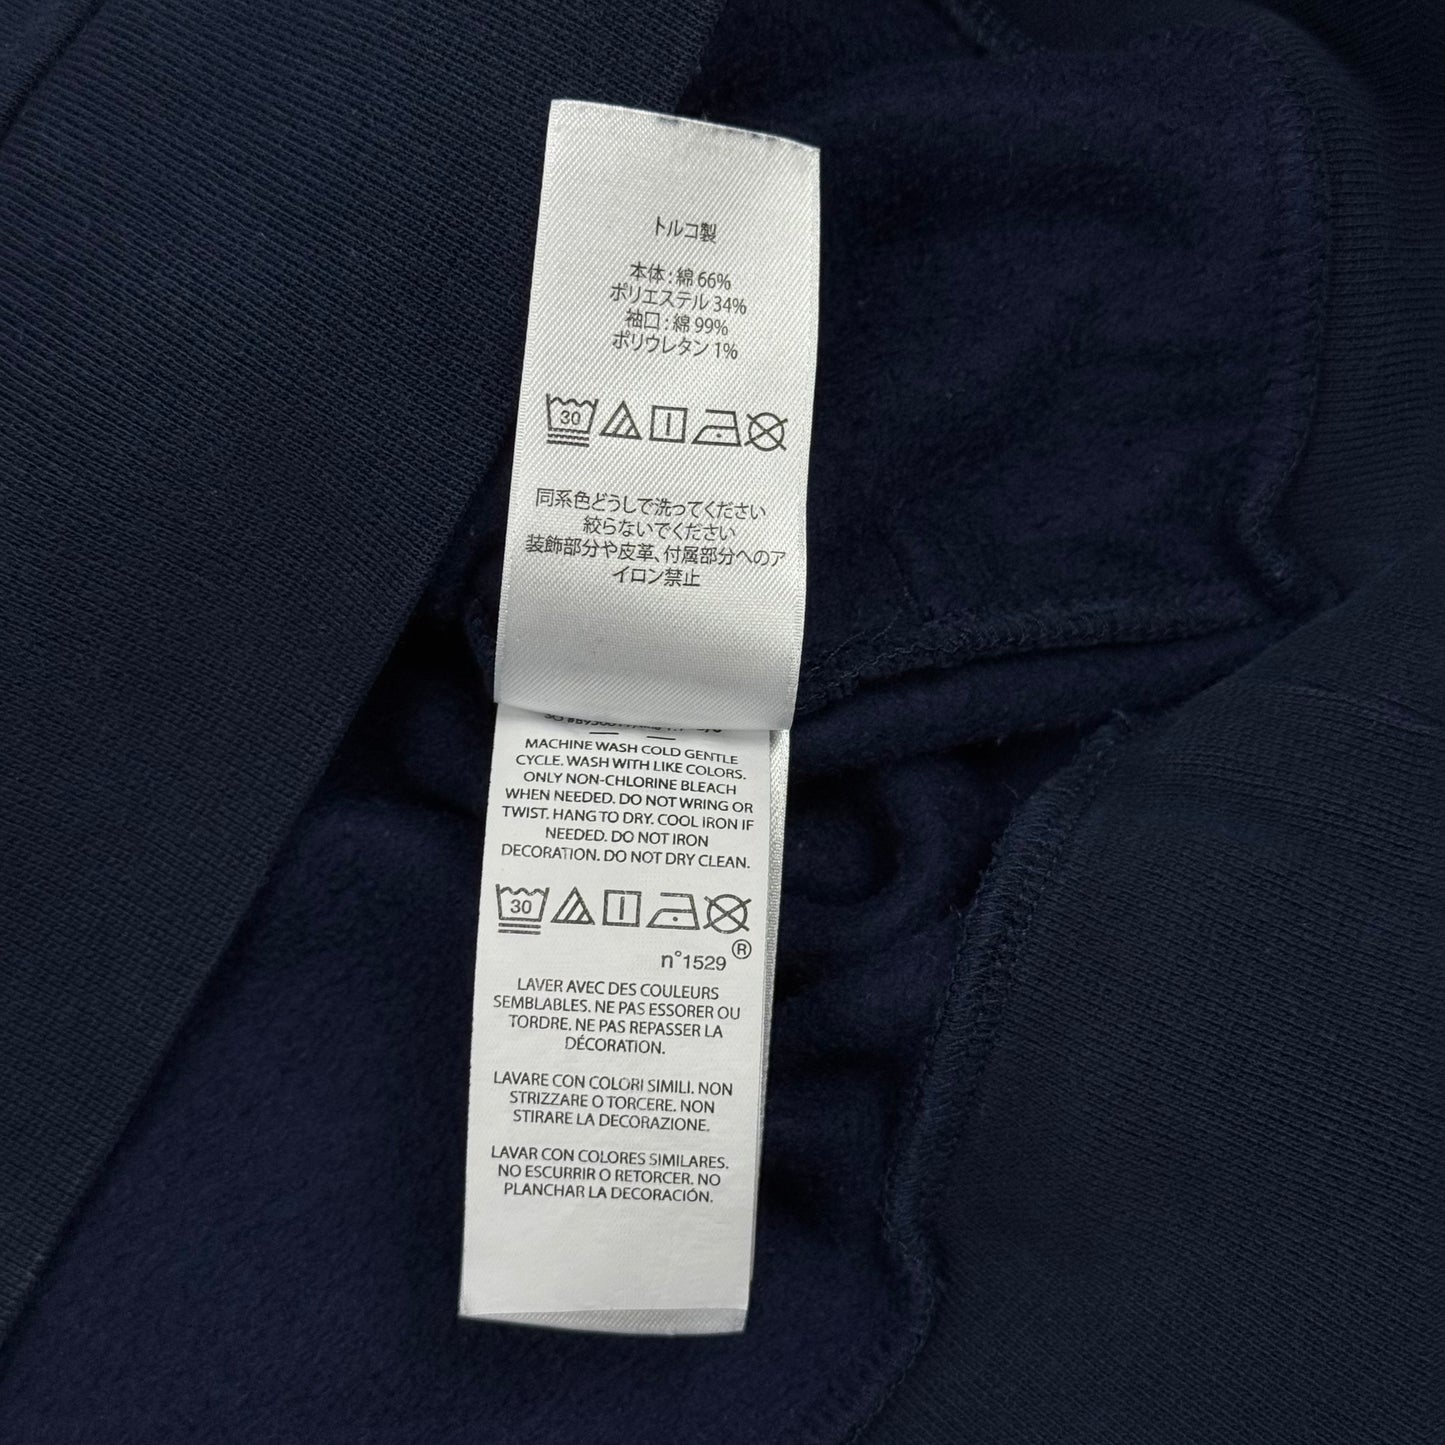 トルコ製
本体 : 綿 66%
ポリエステル 34%
袖口 : 綿 99%
ポリウレタン 1%
30
同系色どうしで洗ってください
絞らないでください
装飾部分や皮革、付属部分へのア
イロン禁止
MACHINE WASH COLD GENTLE
CYCLE. WASH WITH LIKE COLORS.
ONLY NON-CHLORINE BLEACH
WHEN NEEDED. DO NOT WRING OR
TWIST. HANG TO DRY. COOL IRON IF
NEEDED. DO NOT IRON
DECORATION. DO NOT DRY CLEAN.
30
®
n°1529
LAVER AVEC DES COULEURS
SEMBLABLES. NE PAS ESSORER OU
TORDRE. NE PAS REPASSER LA
DÉCORATION.
LAVARE CON COLORI SIMILI. NON
STRIZZARE O TORCERE. NON
STIRARE LA DECORAZIONE.
LAVAR CON COLORES SIMILARES.
NO ESCURRIR O RETORCER. NO
PLANCHAR LA DECORACIÓN.